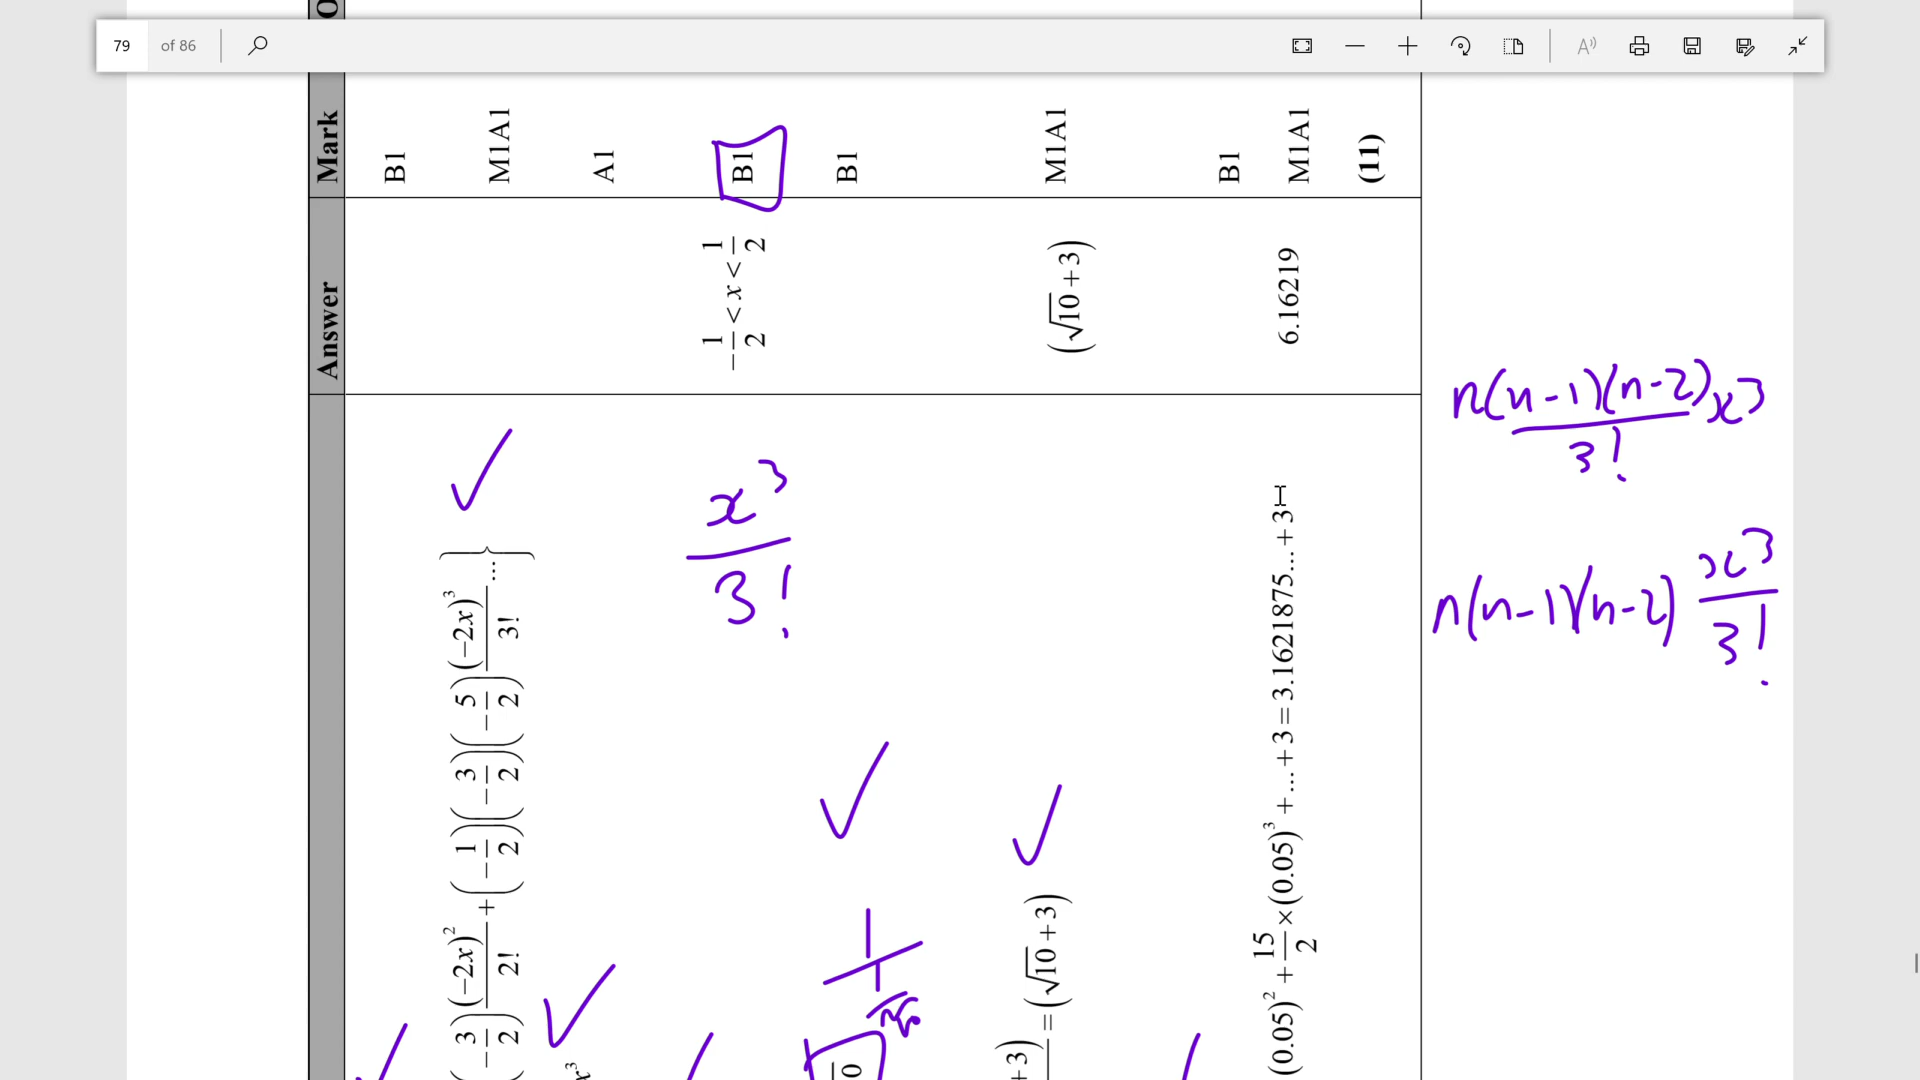 79 of 86
O
Mark
B1
M1A1
A1
B1
B1
M1A1
B1
M1A1
(11)
Answer
-1/2 < x < 1/2
(√10 + 3)
6.16219
(-3/2) (-2x)²/2! + (-1/2)(-3/2)(-5/2) (-2x)³/3! ...}
x³
+ 3) = (√10 + 3)
(0.05)² + 15/2 × (0.05)³ + ... + 3 = 3.1621875... + 3
x³/3!
n(n-1)(n-2)x³/3!
n(n-1)(n-2) x³/3!